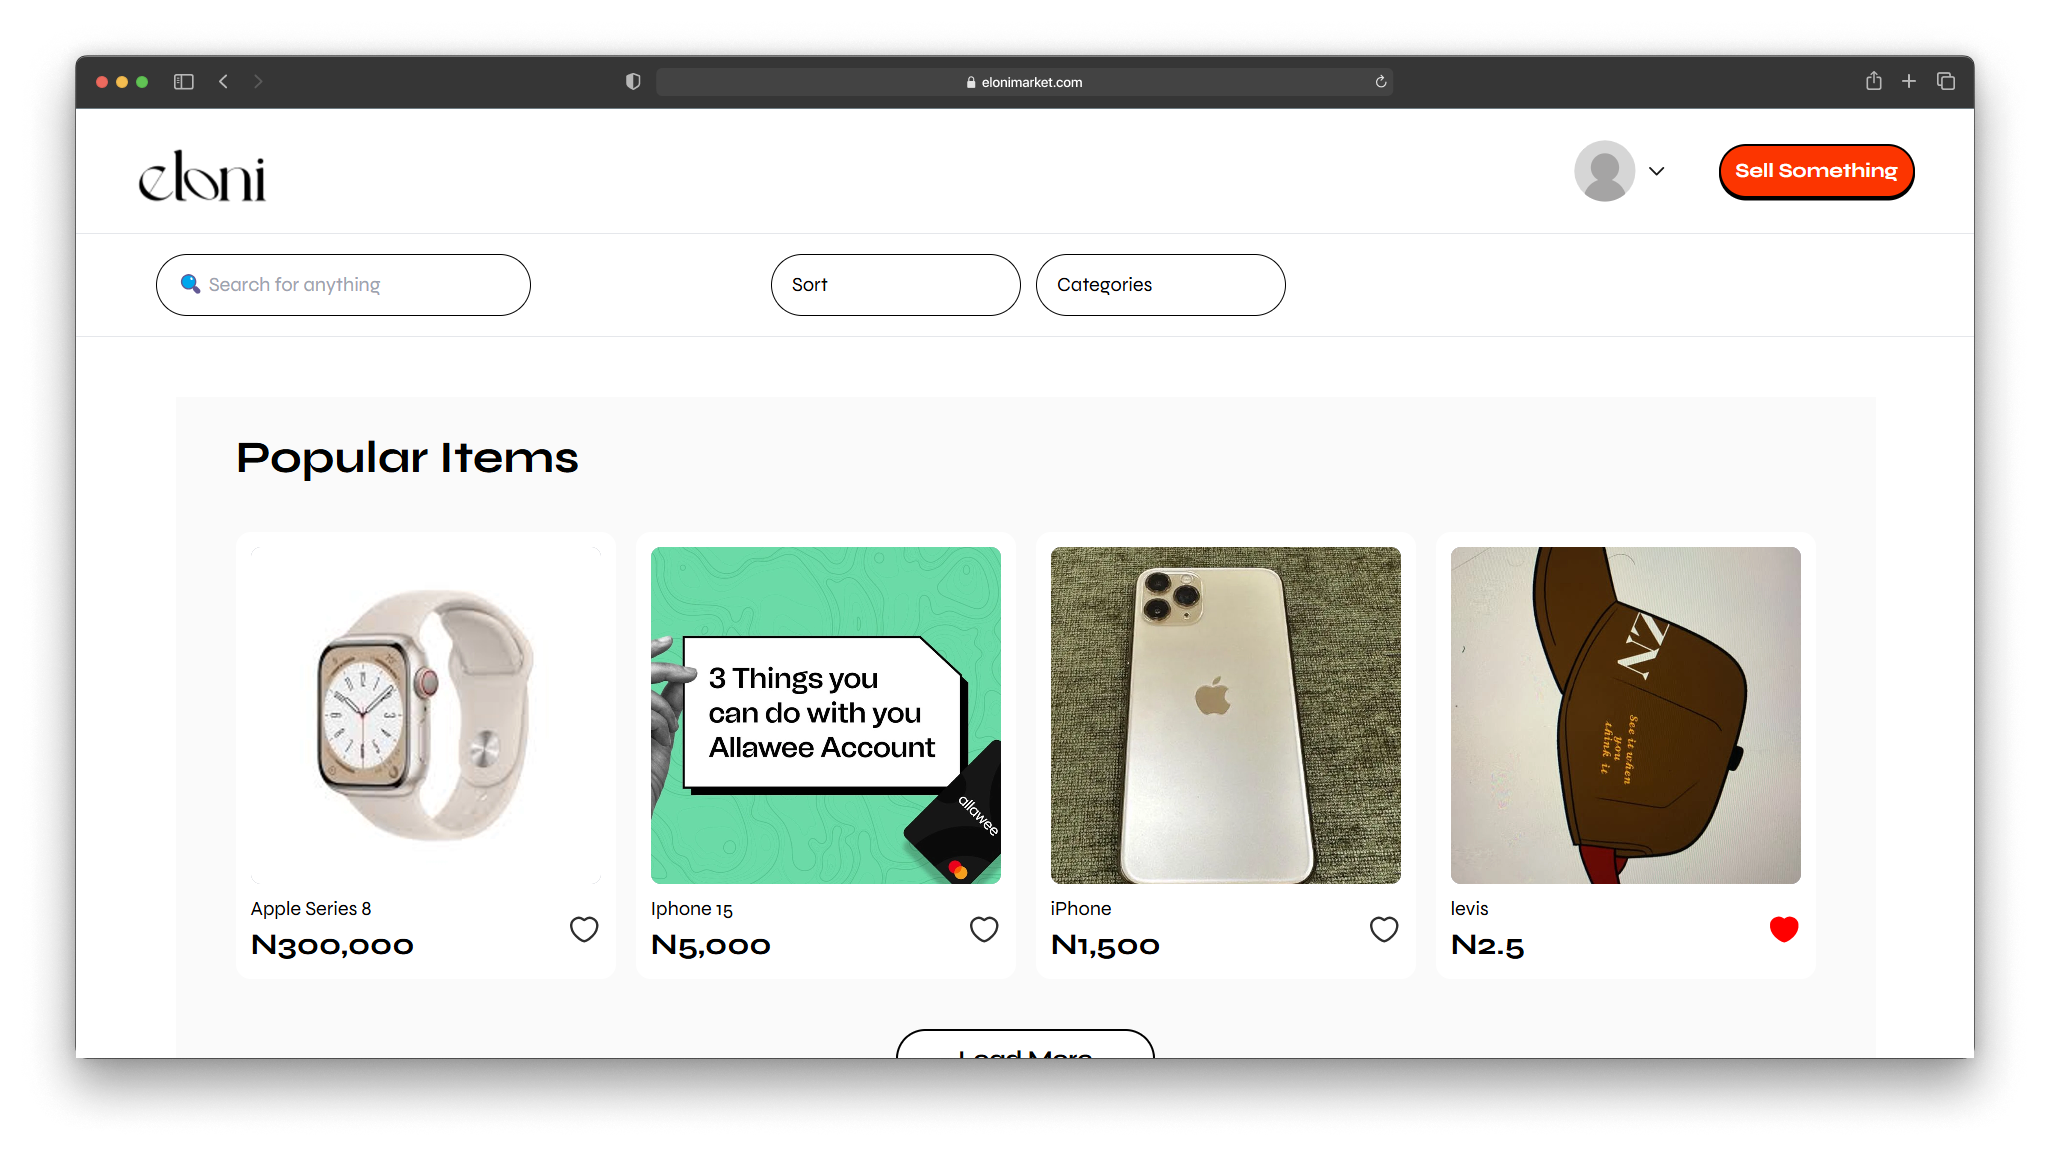 elonimarket.com
eloni
Sell Something
Search for anything
Sort
Categories
Popular Items
3 Things you
can do with you
Allawee Account
allawee
NZ
See it when
you
think it
Apple Series 8
N300,000
Iphone 15
N5,000
iPhone
N1,500
levis
N2.5
Load More